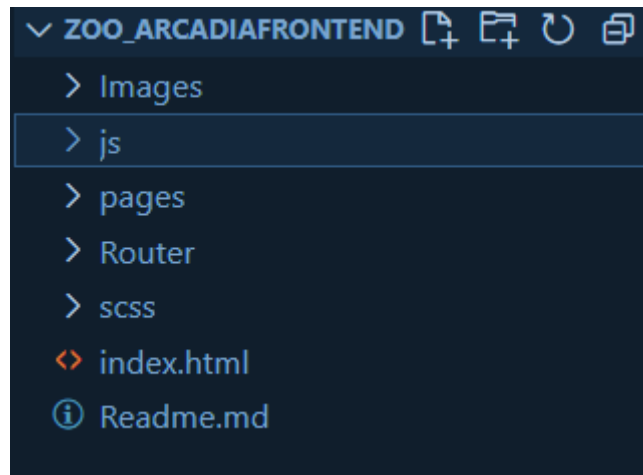 ZOO_ARCADIAFRONTEND
Images
js
pages
Router
scss
index.html
Readme.md